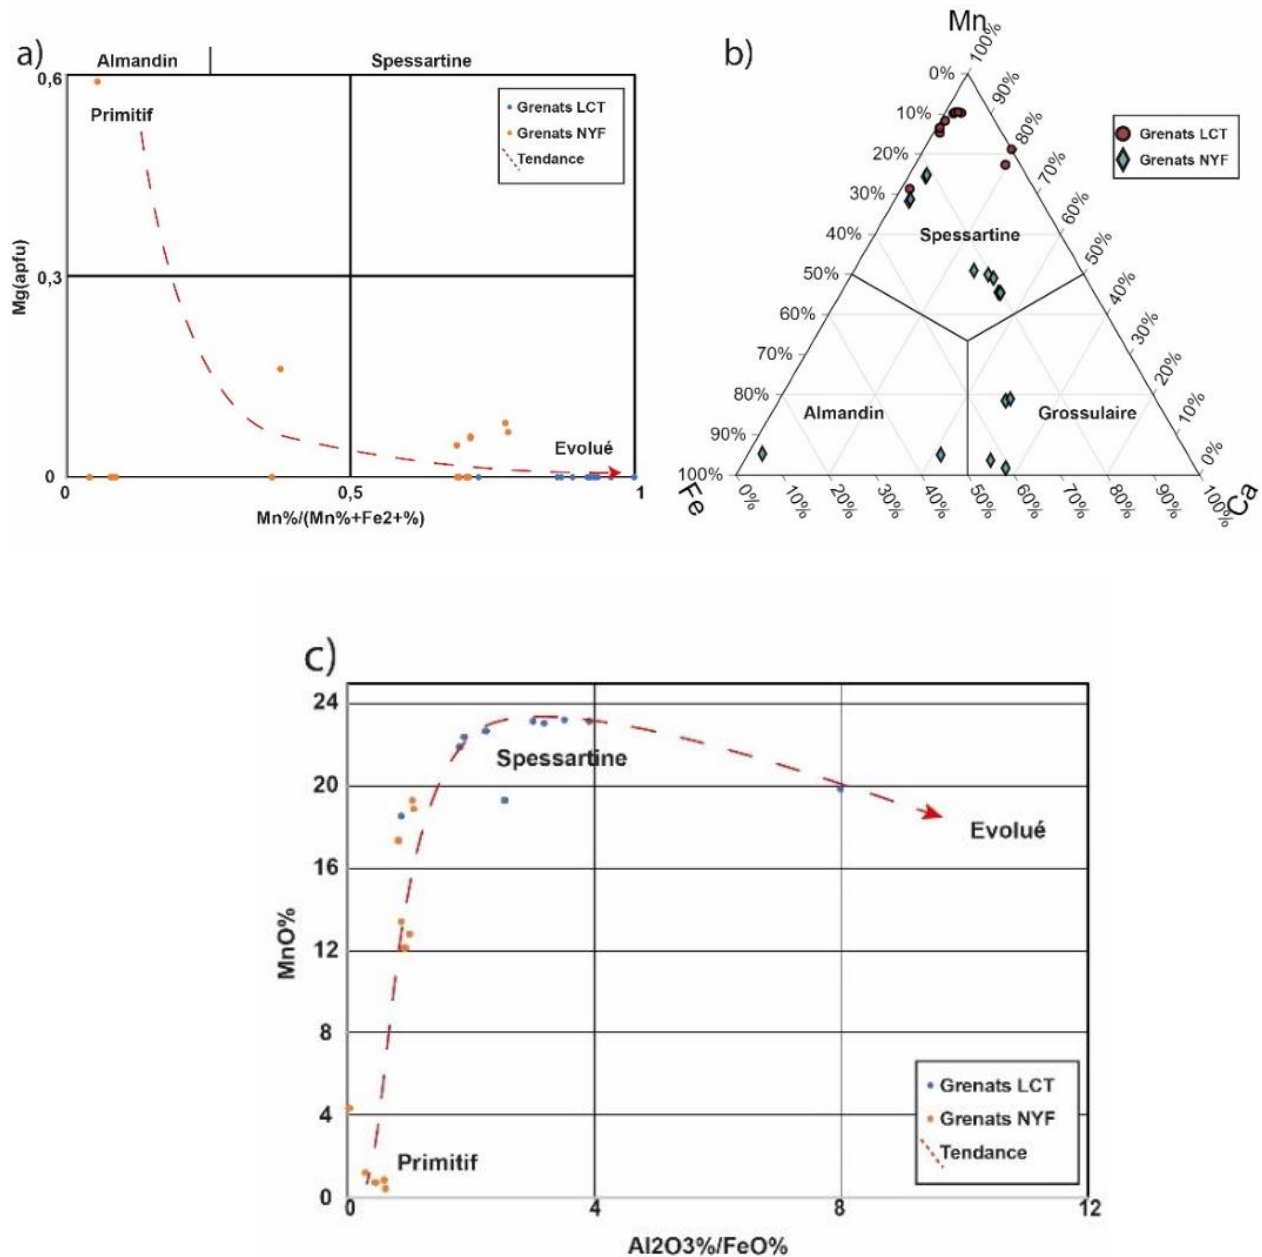 a)
Almandin
Spessartine
0,6
Primitif
Grenats LCT
Grenats NYF
Tendance
Mg(apfu)
0,3
Evolué
0
0
0,5
1
Mn%/(Mn%+Fe2+%)
b)
Mn
100%
0%
90%
10%
80%
20%
70%
30%
60%
40%
50%
50%
40%
60%
30%
70%
20%
80%
10%
90%
0%
100%
Grenats LCT
Grenats NYF
Spessartine
Almandin
Grossulaire
Fe
0%
10%
20%
30%
40%
50%
60%
70%
80%
90%
100%
Ca
c)
24
20
16
12
8
4
0
MnO%
Spessartine
Evolué
Primitif
Grenats LCT
Grenats NYF
Tendance
0
4
8
12
Al2O3%/FeO%